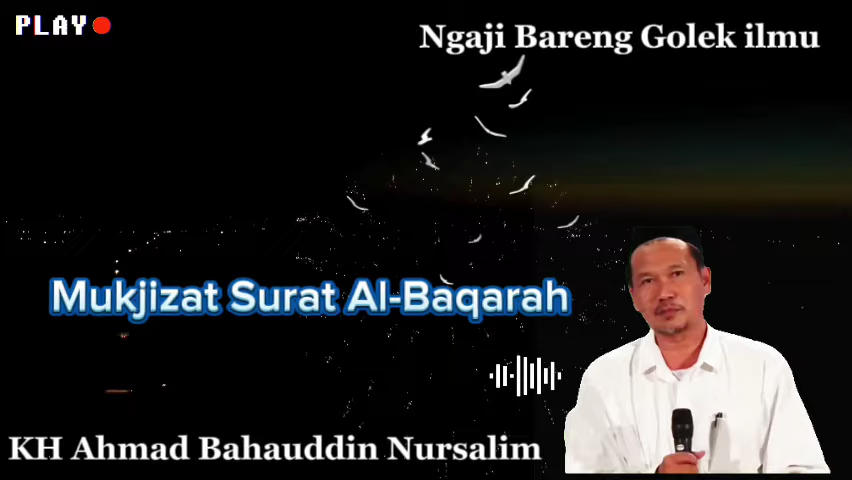 PLAY
Ngaji Bareng Golek ilmu
Mukjizat Surat Al-Baqarah
KH Ahmad Bahauddin Nursalim